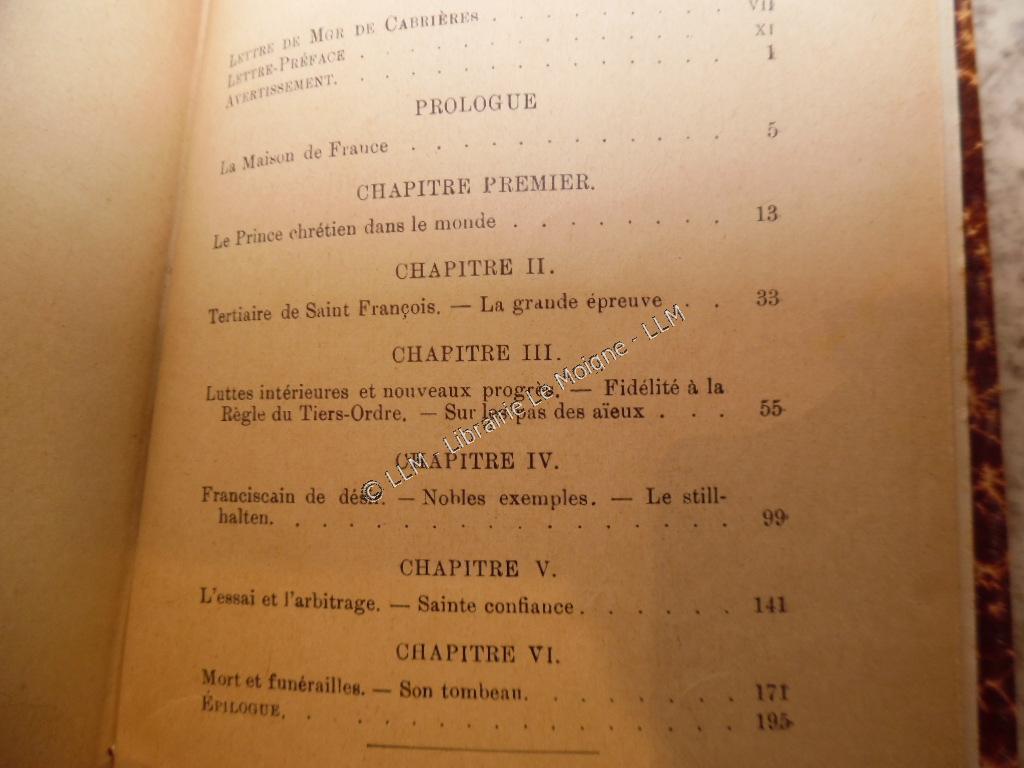 LETTRE DE MGR DE CABRIÈRES . . . . . . . . VII
LETTRE-PRÉFACE . . . . . . . . . . . . XI
AVERTISSEMENT. . . . . . . . . . . . . 1
PROLOGUE
La Maison de France . . . . . . . . . . . 5
CHAPITRE PREMIER.
Le Prince chrétien dans le monde . . . . . . . . 13
CHAPITRE II.
Tertiaire de Saint François. — La grande épreuve . . 33
CHAPITRE III.
Luttes intérieures et nouveaux progrès. — Fidélité à la
Règle du Tiers-Ordre. — Sur les pas des aïeux . . . 55
CHAPITRE IV.
Franciscain de désir. — Nobles exemples. — Le still-
halten. . . . . . . . . . . . . . . . . 99
CHAPITRE V.
L'essai et l'arbitrage. — Sainte confiance . . . . . . 141
CHAPITRE VI.
Mort et funérailles. — Son tombeau. . . . . . . . 171
ÉPILOGUE. . . . . . . . . . . . . . . . 195
© LLM - Librairie Le Moigne - LLM